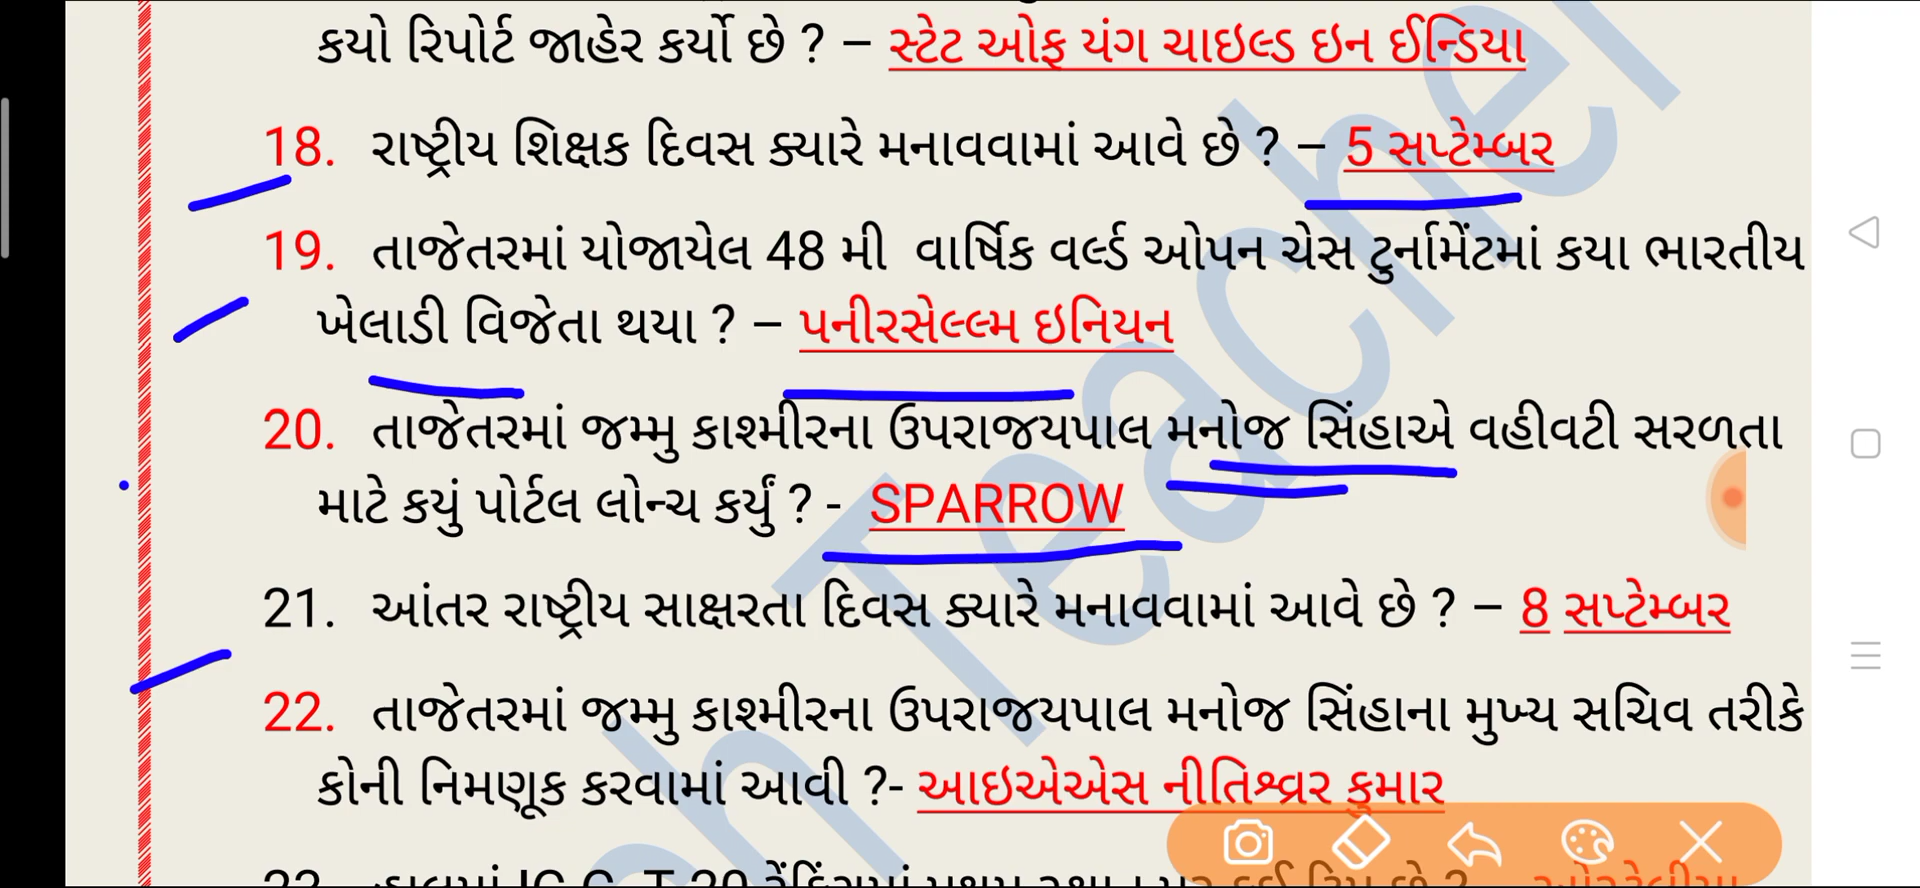 કયો રિપોર્ટ જાહેર કર્યો છે ? – સ્ટેટ ઓફ યંગ ચાઇલ્ડ ઇન ઈન્ડિયા
18. રાષ્ટ્રીય શિક્ષક દિવસ ક્યારે મનાવવામાં આવે છે ? – 5 સપ્ટેમ્બર
19. તાજેતરમાં યોજાયેલ 48 મી વાર્ષિક વર્લ્ડ ઓપન ચેસ ટુર્નામેંટમાં કયા ભારતીય
ખેલાડી વિજેતા થયા ? – પનીરસેલ્લ્મ ઇનિયન
20. તાજેતરમાં જમ્મુ કાશ્મીરના ઉપરાજયપાલ મનોજ સિંહાએ વહીવટી સરળતા
માટે કયું પોર્ટલ લોન્ચ કર્યું ? - SPARROW
21. આંતર રાષ્ટ્રીય સાક્ષરતા દિવસ ક્યારે મનાવવામાં આવે છે ? – 8 સપ્ટેમ્બર
22. તાજેતરમાં જમ્મુ કાશ્મીરના ઉપરાજયપાલ મનોજ સિંહાના મુખ્ય સચિવ તરીકે
કોની નિમણૂક કરવામાં આવી ?- આઇએએસ નીતિશ્વ્રર કુમાર
Teacher